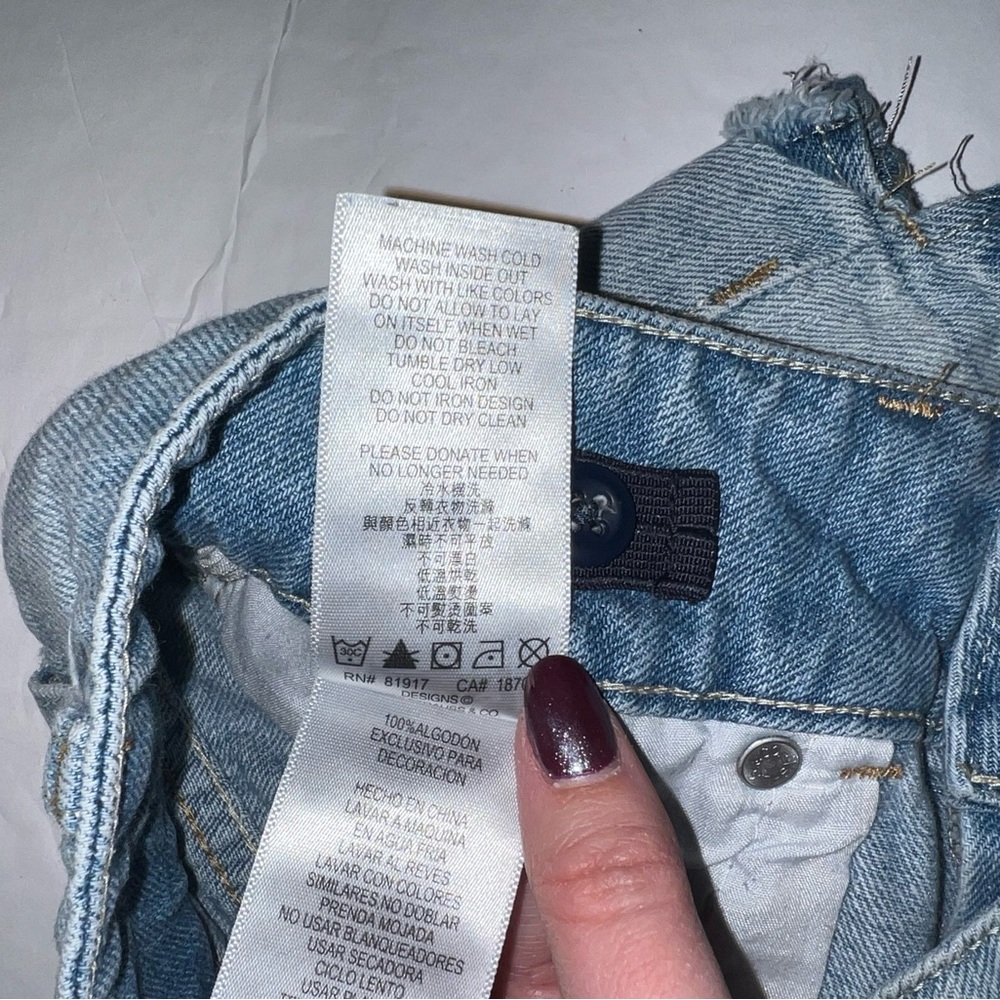 MACHINE WASH COLD
WASH INSIDE OUT
WASH WITH LIKE COLORS
DO NOT ALLOW TO LAY
ON ITSELF WHEN WET
DO NOT BLEACH
TUMBLE DRY LOW
COOL IRON
DO NOT IRON DESIGN
DO NOT DRY CLEAN
PLEASE DONATE WHEN
NO LONGER NEEDED
冷水機洗
反轉衣物洗滌
與顏色相近衣物一起洗滌
濕時不可平放
不可漂白
低溫烘乾
低溫熨燙
不可熨燙圖案
不可乾洗
30C
RN# 81917 CA# 187
DESIGNS ©
& CO
100%ALGODÓN
EXCLUSIVO PARA
DECORACIÓN
HECHO EN CHINA
LAVAR A MAQUINA
EN AGUA FRIA
LAVAR AL REVES
LAVAR CON COLORES
SIMILARES NO DOBLAR
PRENDA MOJADA
NO USAR BLANQUEADORES
USAR SECADORA
CICLO LENTO